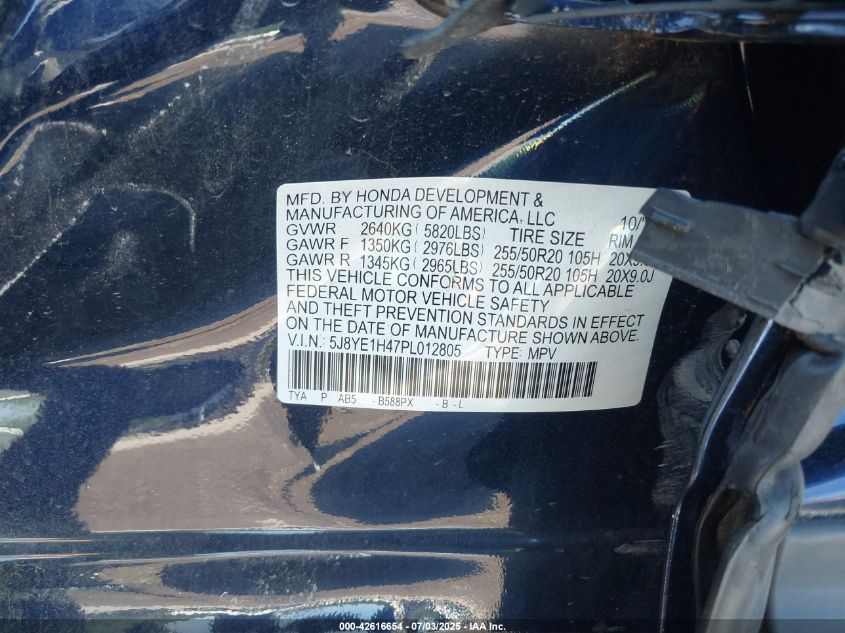 MFD. BY HONDA DEVELOPMENT &
MANUFACTURING OF AMERICA, LLC 10/
GVWR 2640KG ( 5820LBS) TIRE SIZE RIM
GAWR F 1350KG ( 2976LBS) 255/50R20 105H 20X9.
GAWR R 1345KG ( 2965LBS) 255/50R20 105H 20X9.0J
THIS VEHICLE CONFORMS TO ALL APPLICABLE
FEDERAL MOTOR VEHICLE SAFETY
AND THEFT PREVENTION STANDARDS IN EFFECT
ON THE DATE OF MANUFACTURE SHOWN ABOVE.
V.I.N: 5J8YE1H47PL012805 TYPE: MPV
TYA P AB5 -B588PX -B -L
000-42616654 - 07/03/2025 - IAA Inc.